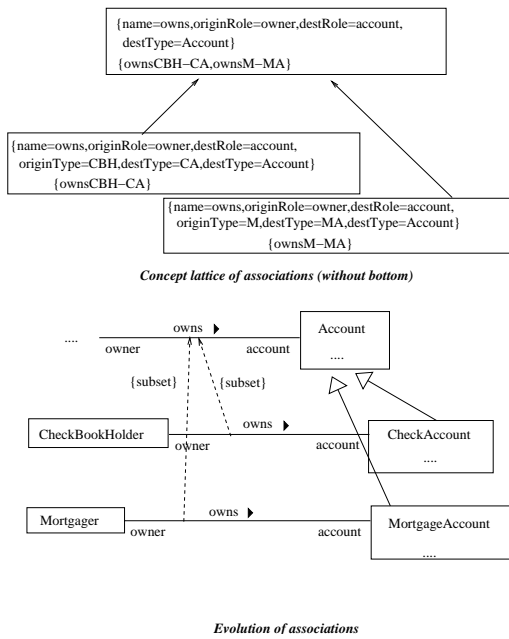 {name=owns,originRole=owner,destRole=account,
destType=Account}
{ownsCBH−CA,ownsM−MA}
{name=owns,originRole=owner,destRole=account,
originType=CBH,destType=CA,destType=Account}
{ownsCBH−CA}
{name=owns,originRole=owner,destRole=account,
originType=M,destType=MA,destType=Account}
{ownsM−MA}
Concept lattice of associations (without bottom)
owns
Account
....
owner
account
....
{subset}
{subset}
owns
CheckBookHolder
owner
account
CheckAccount
....
owns
Mortgager
owner
account
MortgageAccount
....
Evolution of associations